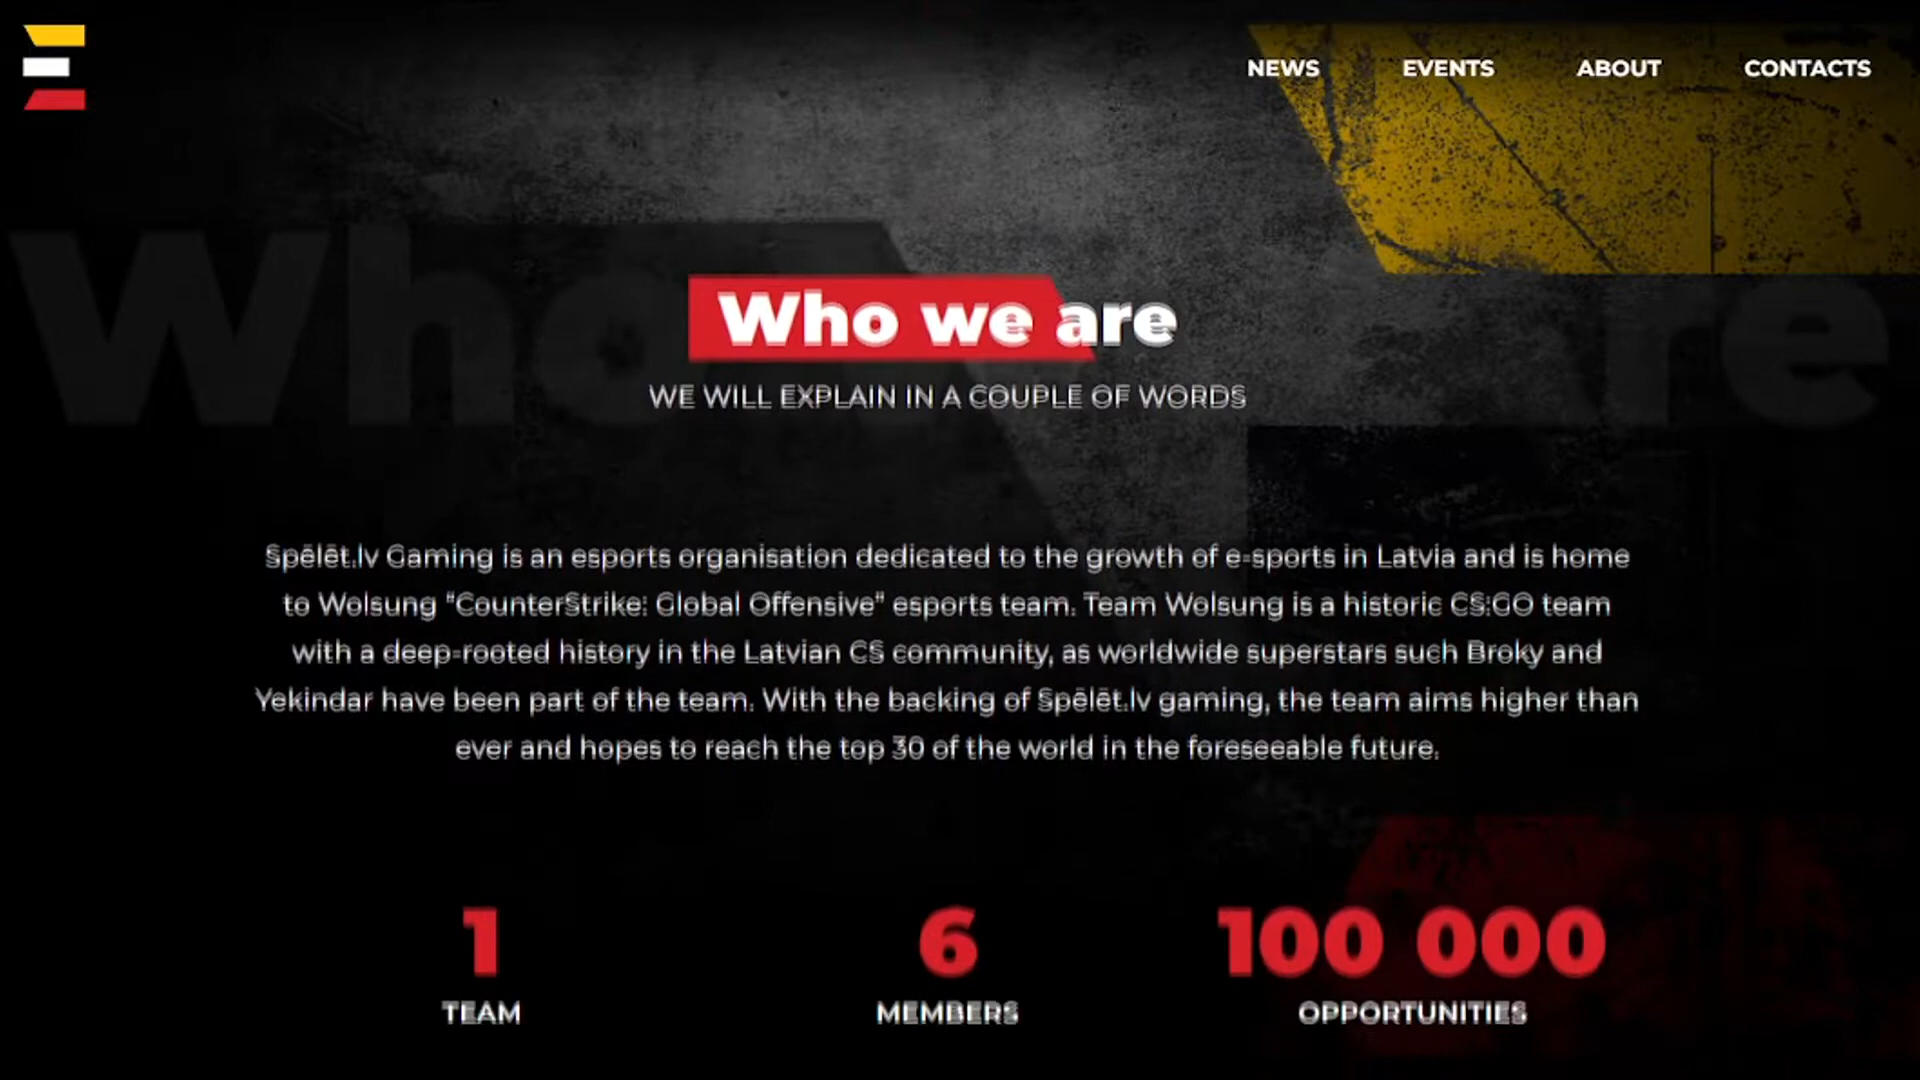 NEWS EVENTS ABOUT CONTACTS
Who we are
Who we are
WE WILL EXPLAIN IN A COUPLE OF WORDS
Spēlēt.lv Gaming is an esports organisation dedicated to the growth of e-sports in Latvia and is home
to Wolsung "CounterStrike: Global Offensive" esports team. Team Wolsung is a historic CS:GO team
with a deep-rooted history in the Latvian CS community, as worldwide superstars such Broky and
Yekindar have been part of the team. With the backing of Spēlēt.lv gaming, the team aims higher than
ever and hopes to reach the top 30 of the world in the foreseeable future.
1 6 100 000
TEAM MEMBERS OPPORTUNITIES